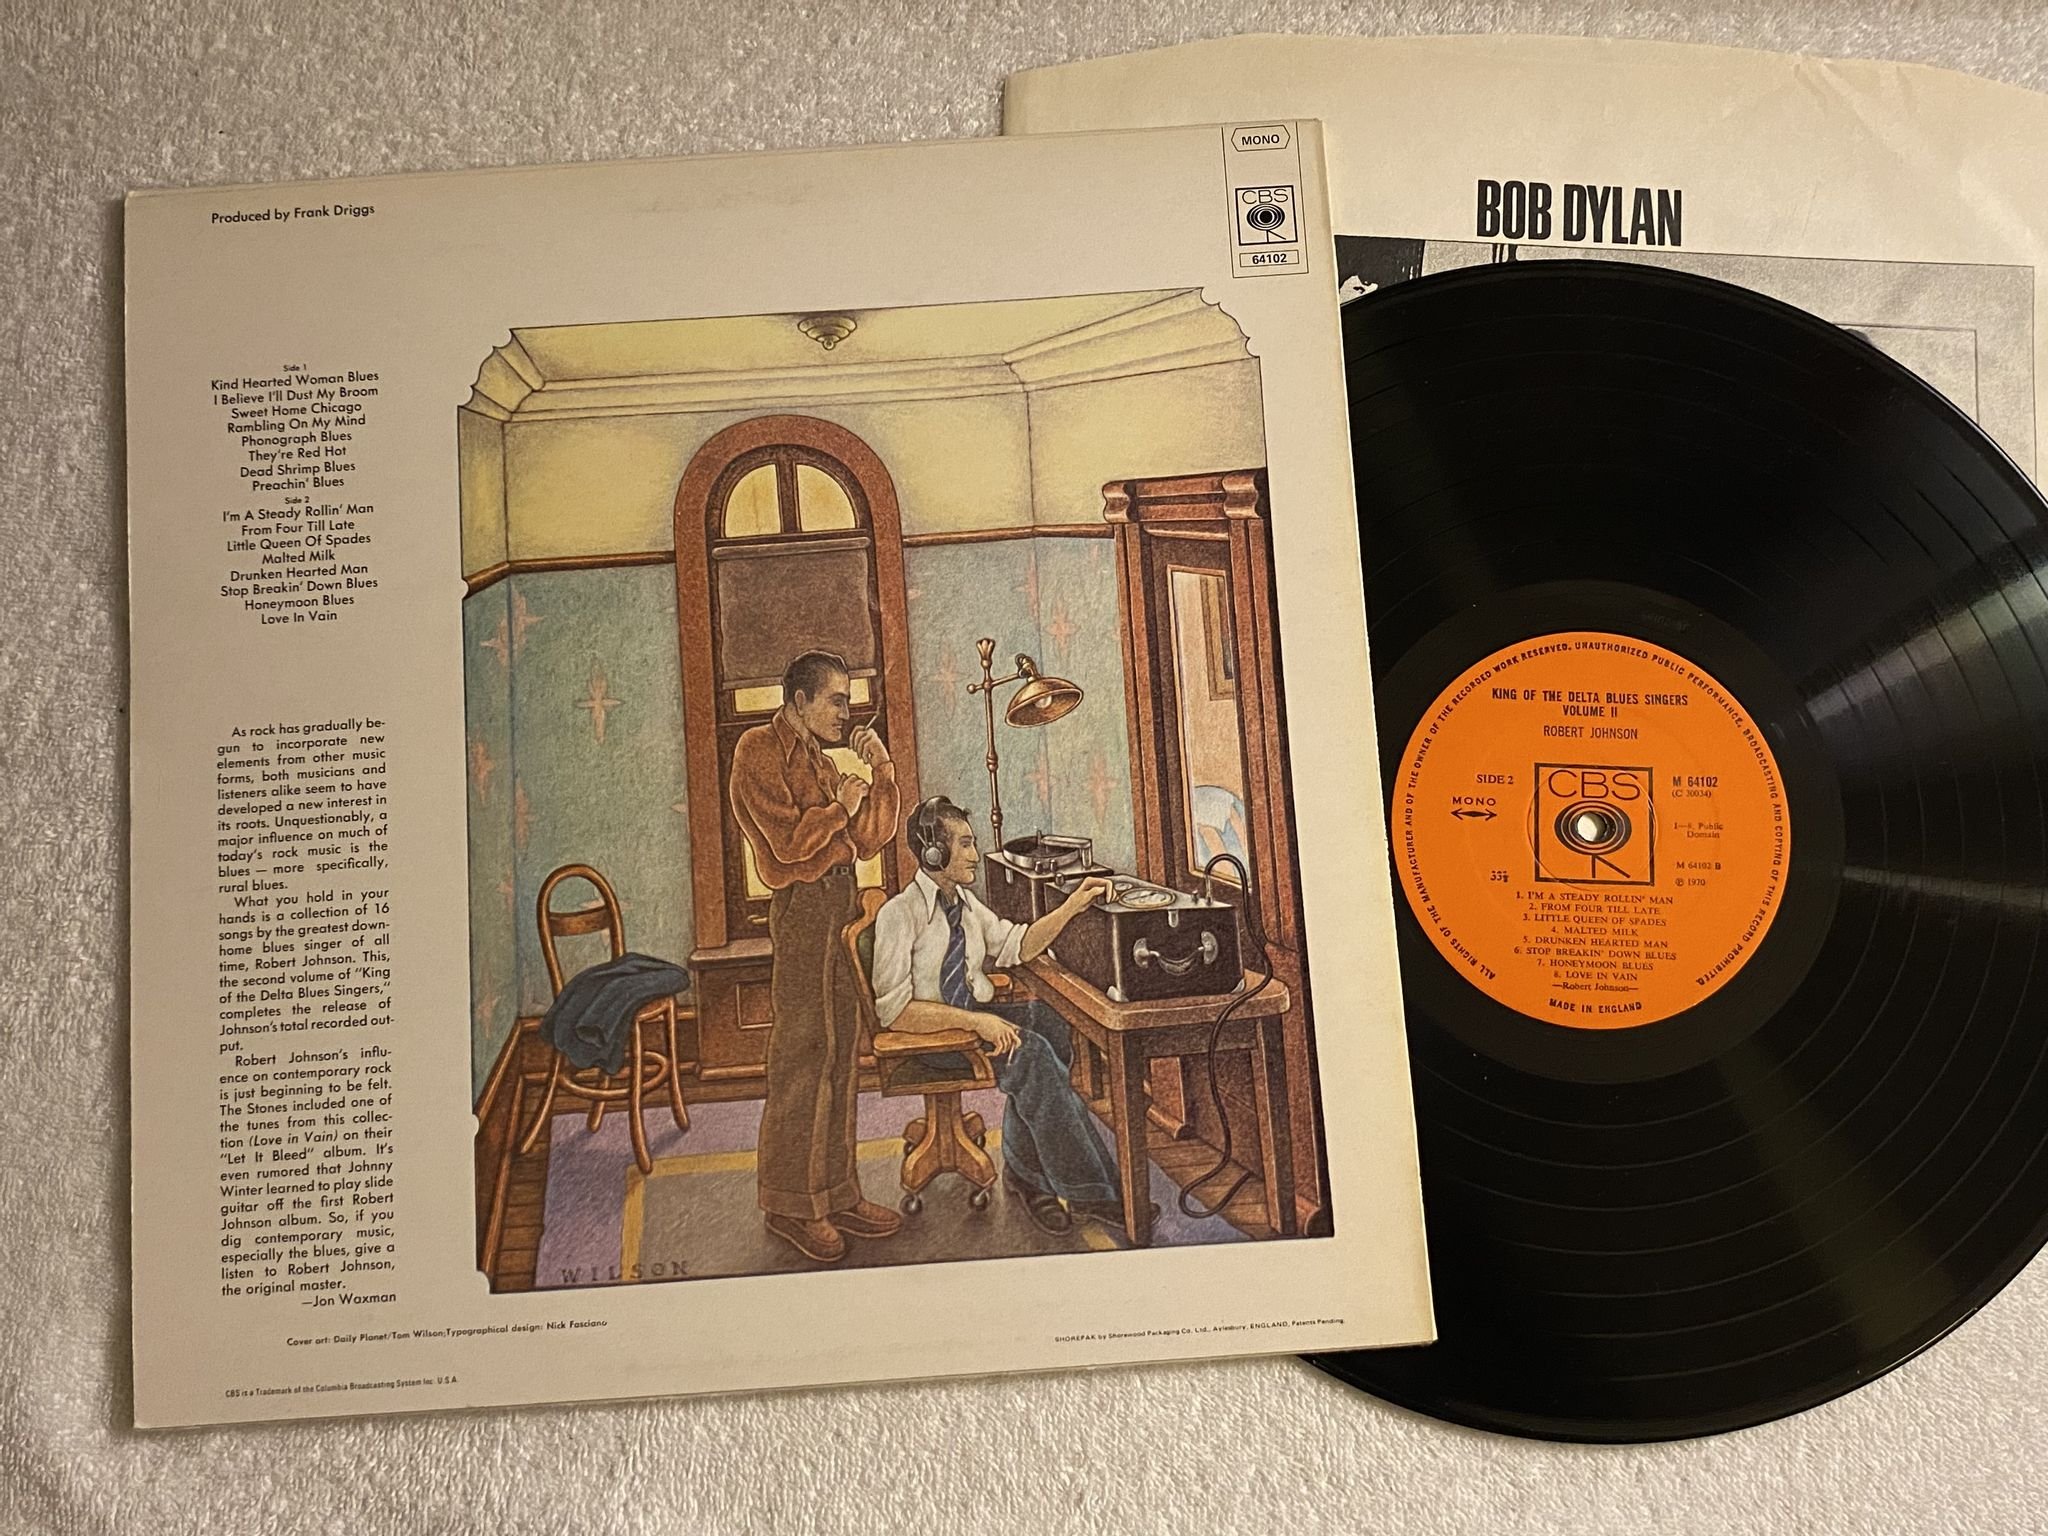 Produced by Frank Driggs
MONO
CBS
64102
Side 1
Kind Hearted Woman Blues
I Believe I'll Dust My Broom
Sweet Home Chicago
Rambling On My Mind
Phonograph Blues
They're Red Hot
Dead Shrimp Blues
Preachin' Blues
Side 2
I'm A Steady Rollin' Man
From Four Till Late
Little Queen Of Spades
Malted Milk
Drunken Hearted Man
Stop Breakin' Down Blues
Honeymoon Blues
Love In Vain
As rock has gradually be-
gun to incorporate new
elements from other music
forms, both musicians and
listeners alike seem to have
developed a new interest in
its roots. Unquestionably, a
major influence on much of
today's rock music is the
blues — more specifically,
rural blues.
What you hold in your
hands is a collection of 16
songs by the greatest down-
home blues singer of all
time, Robert Johnson. This,
the second volume of "King
of the Delta Blues Singers,"
completes the release of
Johnson's total recorded out-
put.
Robert Johnson's influ-
ence on contemporary rock
is just beginning to be felt.
The Stones included one of
the tunes from this collec-
tion (Love in Vain) on their
"Let It Bleed" album. It's
even rumored that Johnny
Winter learned to play slide
guitar off the first Robert
Johnson album. So, if you
dig contemporary music,
especially the blues, give a
listen to Robert Johnson,
the original master.
—Jon Waxman
WILSON
Cover art: Daily Planet/Tom Wilson;Typographical design: Nick Fasciano
SHOREPAK by Shorewood Packaging Co. Ltd., Aylesbury, ENGLAND, Patents Pending.
CBS is a Trademark of the Columbia Broadcasting System Inc. U.S.A.
BOB DYLAN
ALL RIGHTS OF THE MANUFACTURER AND OF THE OWNER OF THE RECORDED WORK RESERVED. UNAUTHORIZED PUBLIC PERFORMANCE, BROADCASTING AND COPYING OF THIS RECORD PROHIBITED.
KING OF THE DELTA BLUES SINGERS
VOLUME II
ROBERT JOHNSON
SIDE 2
CBS
M 64102
(C 30034)
MONO
1—8. Public
Domain
M 64102 B
33⅓
℗ 1970
1. I'M A STEADY ROLLIN' MAN
2. FROM FOUR TILL LATE
3. LITTLE QUEEN OF SPADES
4. MALTED MILK
5. DRUNKEN HEARTED MAN
6. STOP BREAKIN' DOWN BLUES
7. HONEYMOON BLUES
8. LOVE IN VAIN
—Robert Johnson—
MADE IN ENGLAND